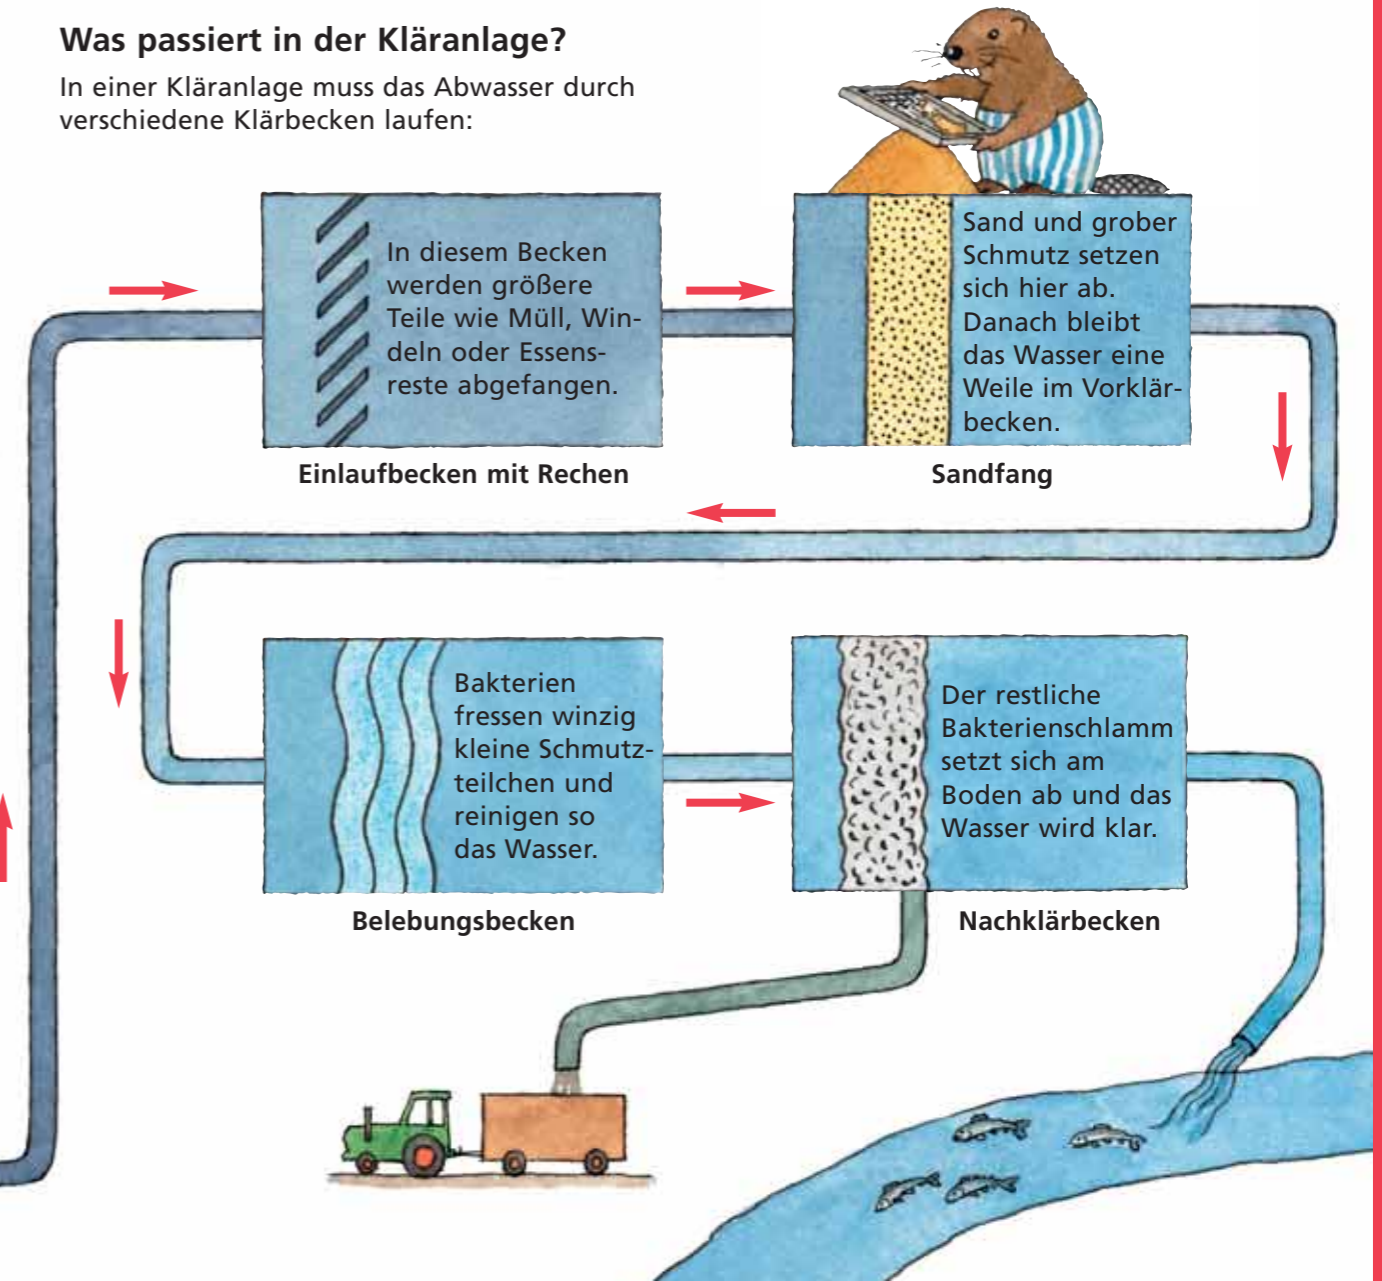 Was passiert in der Kläranlage?
In einer Kläranlage muss das Abwasser durch
verschiedene Klärbecken laufen:
In diesem Becken
werden größere
Teile wie Müll, Win-
deln oder Essens-
reste abgefangen.
Einlaufbecken mit Rechen
Sand und grober
Schmutz setzen
sich hier ab.
Danach bleibt
das Wasser eine
Weile im Vorklär-
becken.
Sandfang
Bakterien
fressen winzig
kleine Schmutz-
teilchen und
reinigen so
das Wasser.
Belebungsbecken
Der restliche
Bakterienschlamm
setzt sich am
Boden ab und das
Wasser wird klar.
Nachklärbecken